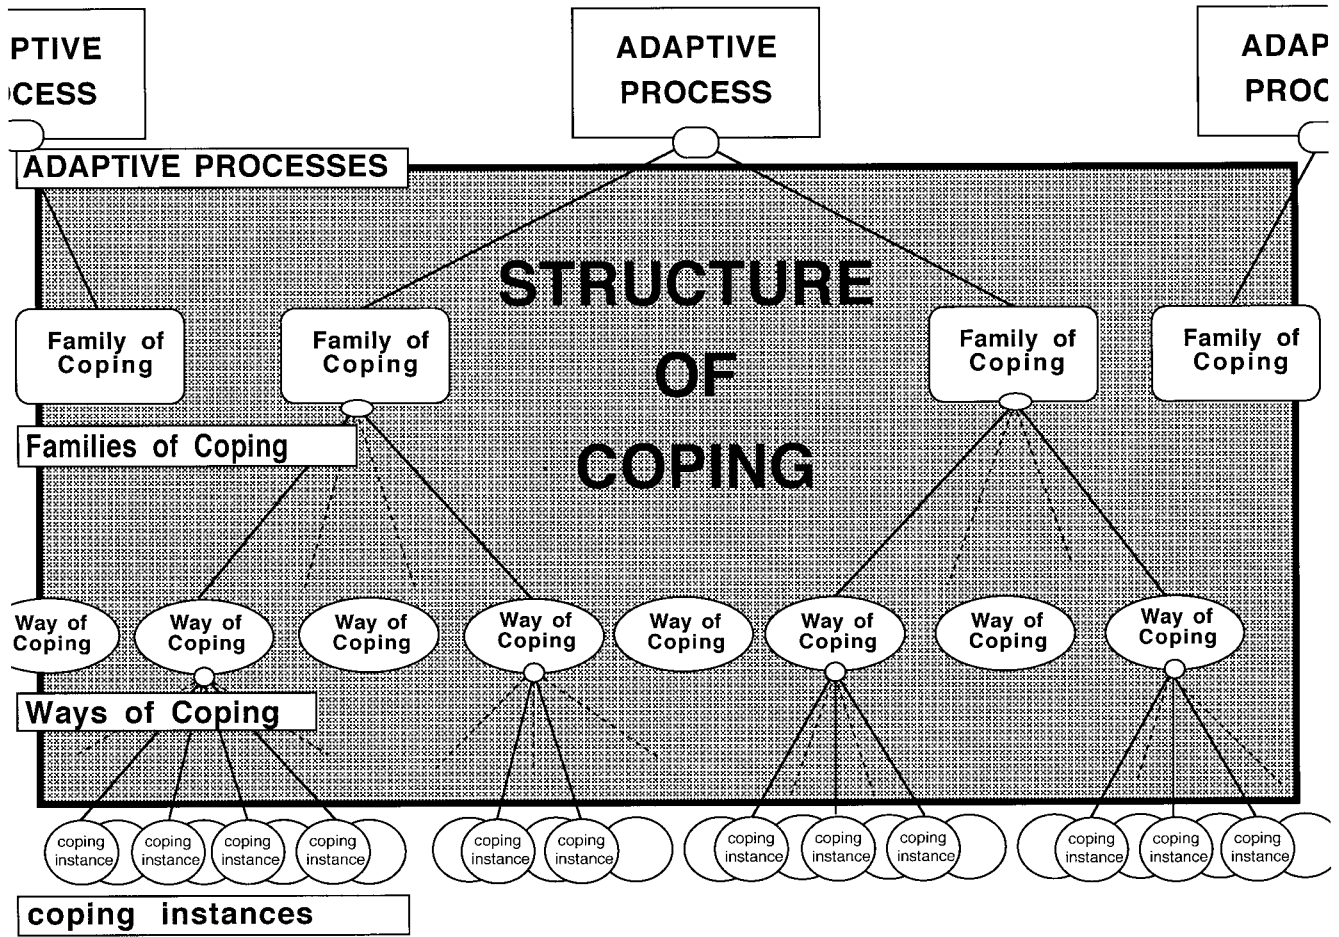 PTIVE
CESS
ADAPTIVE
PROCESS
ADAP
PROC
ADAPTIVE PROCESSES
STRUCTURE
OF
COPING
Family of
Coping
Family of
Coping
Family of
Coping
Family of
Coping
Families of Coping
Way of
Coping
Way of
Coping
Way of
Coping
Way of
Coping
Way of
Coping
Way of
Coping
Way of
Coping
Way of
Coping
Ways of Coping
coping
instance
coping
instance
coping
instance
coping
instance
coping
instance
coping
instance
coping
instance
coping
instance
coping
instance
coping
instance
coping
instance
coping
instance
coping instances